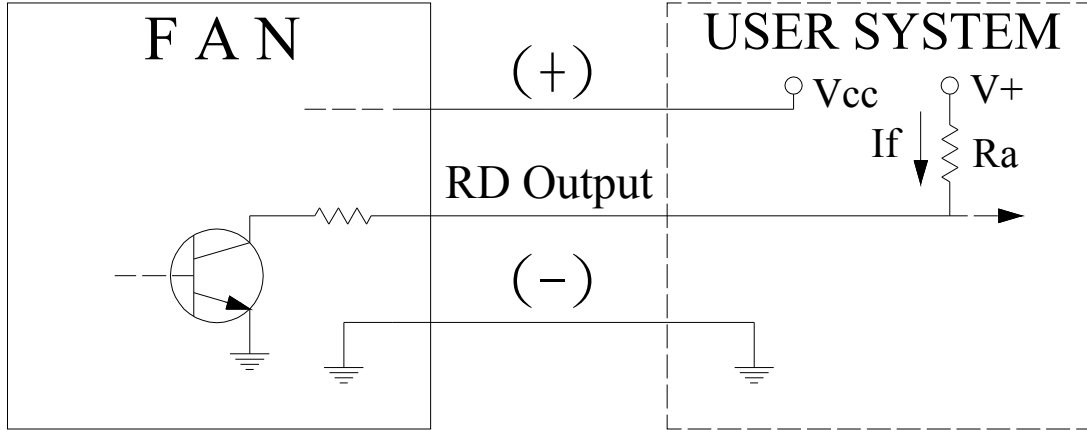 F A N
USER SYSTEM
(+)
Vcc
V+
If
Ra
RD Output
(−)